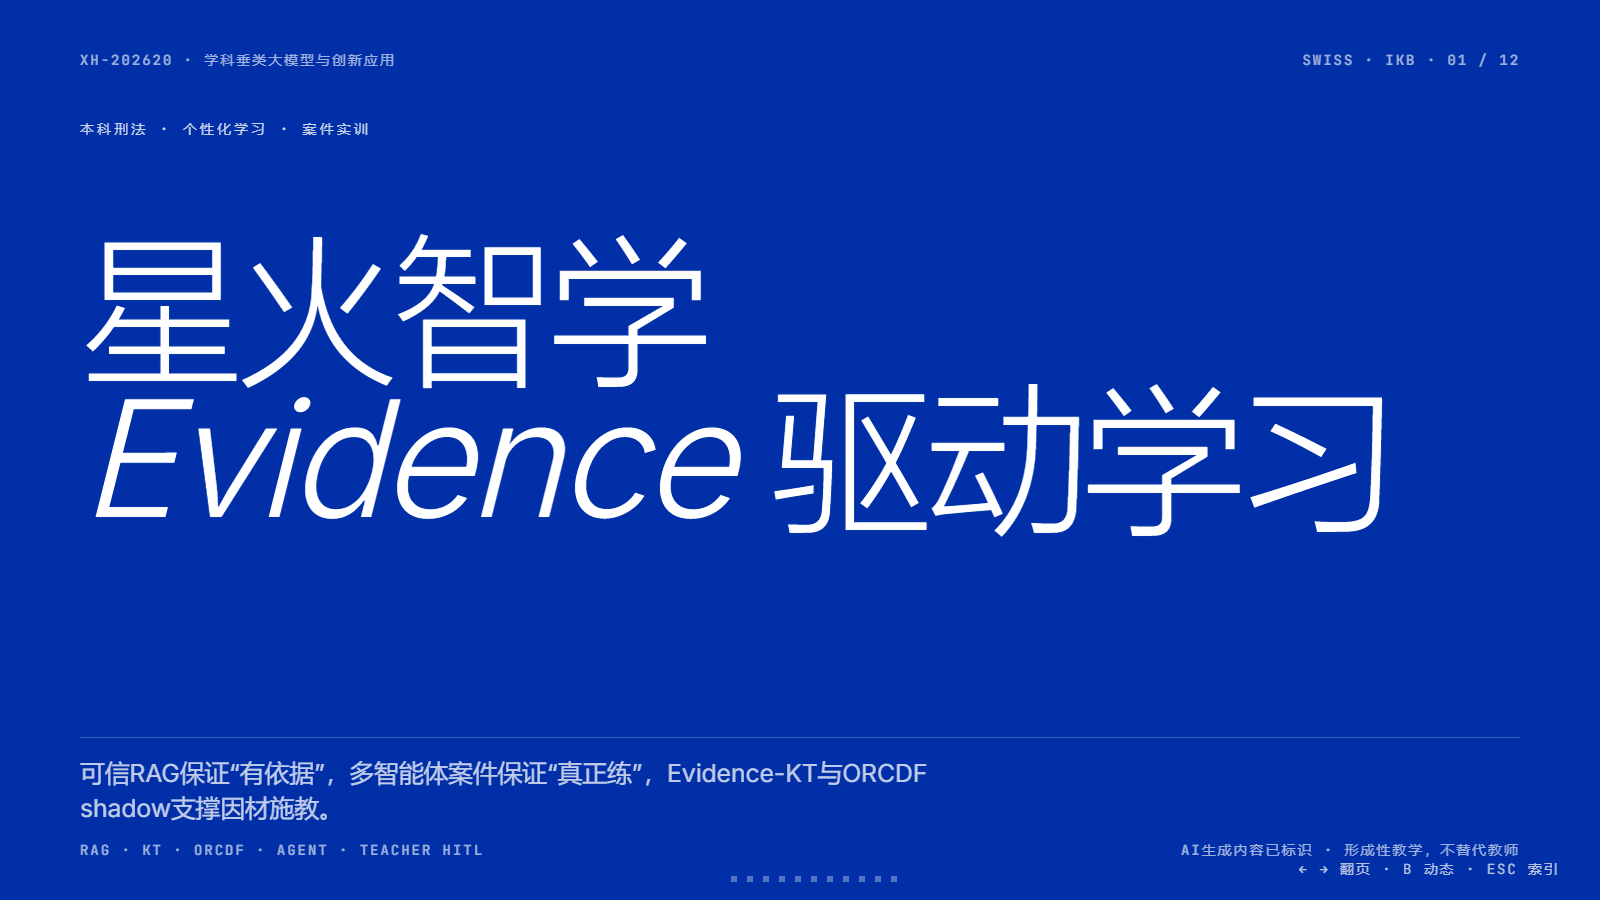 XH-202620 · 学科垂类大模型与创新应用
SWISS · IKB · 01 / 12
本科刑法 · 个性化学习 · 案件实训
星火智学
Evidence 驱动学习
可信RAG保证“有依据”，多智能体案件保证“真正练”，Evidence-KT与ORCDF
shadow支撑因材施教。
RAG · KT · ORCDF · AGENT · TEACHER HITL
AI生成内容已标识 · 形成性教学，不替代教师
← → 翻页 · B 动态 · ESC 索引